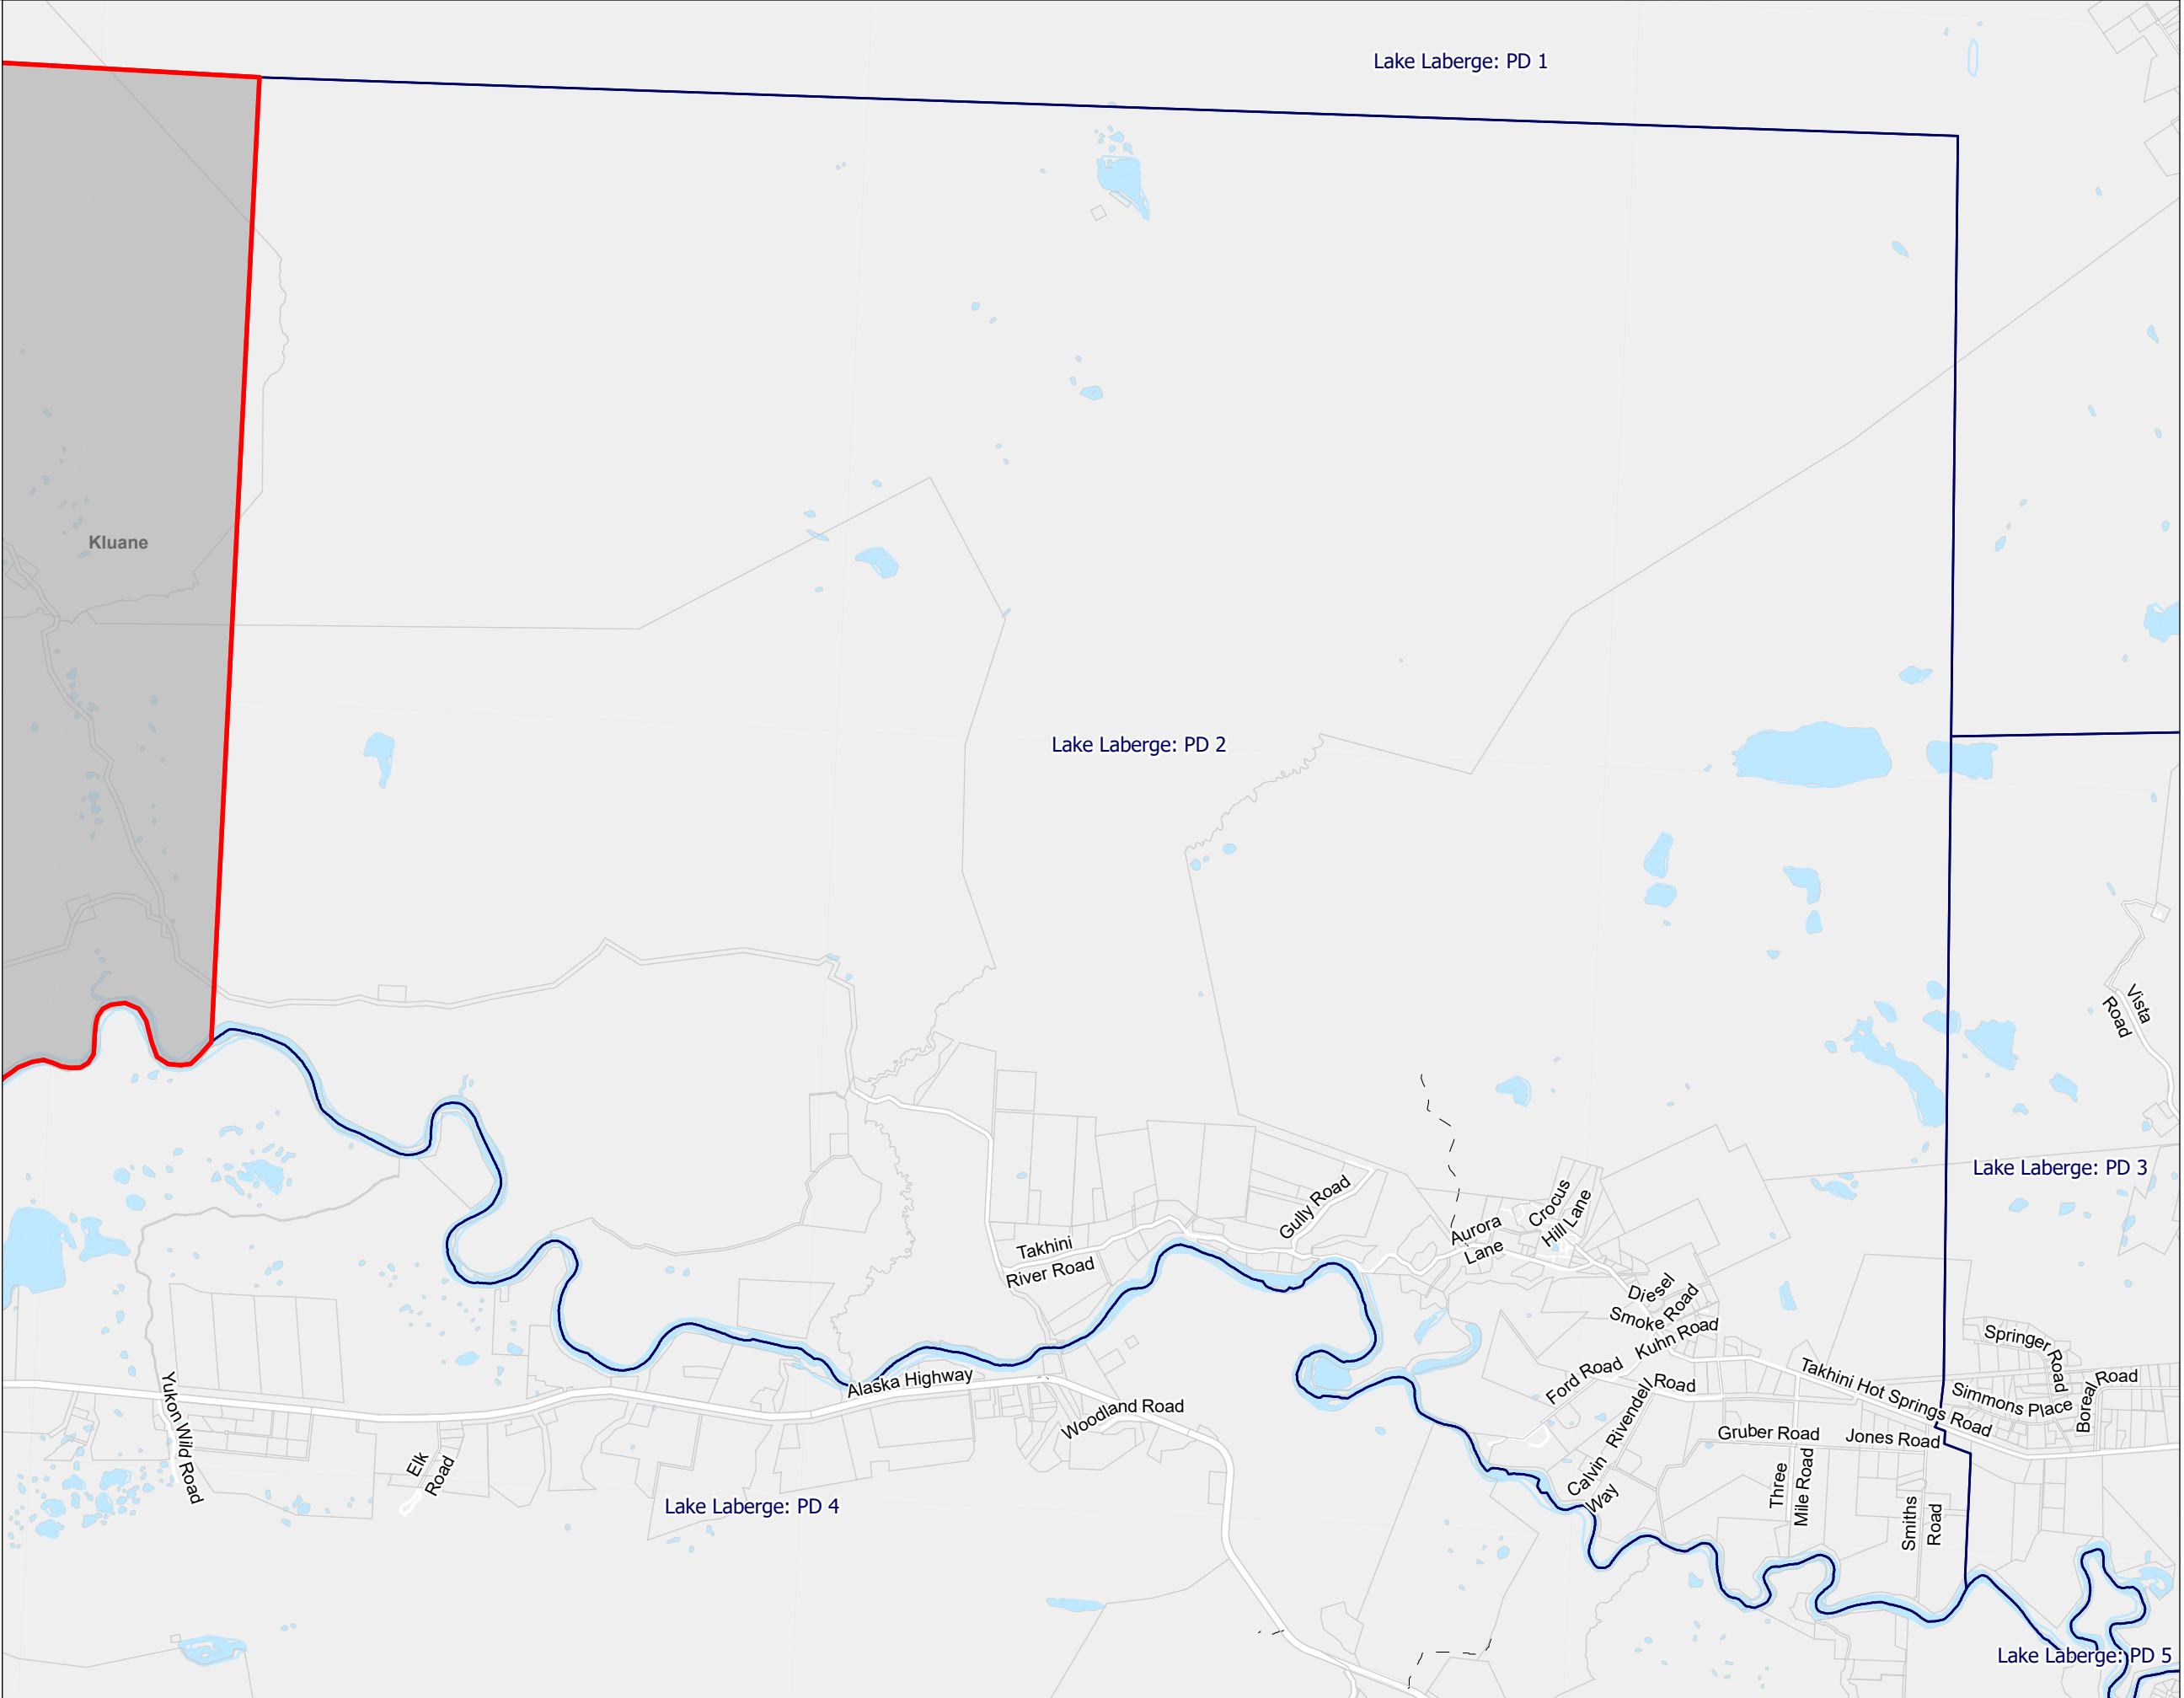 Lake Laberge: PD 1
Kluane
Lake Laberge: PD 2
Vista
Road
Lake Laberge: PD 3
Gully Road
Crocus
Hill Lane
Aurora
Lane
Takhini
River Road
Diesel
Smoke Road
Kuhn Road
Springer Road
Ford Road
Takhini Hot Springs Road
Rivendell Road
Simmons Place
Boreal Road
Alaska Highway
Yukon Wild Road
Woodland Road
Gruber Road
Jones Road
Elk
Road
Calvin
Way
Three
Mile Road
Smiths
Road
Lake Laberge: PD 4
Lake Laberge: PD 5